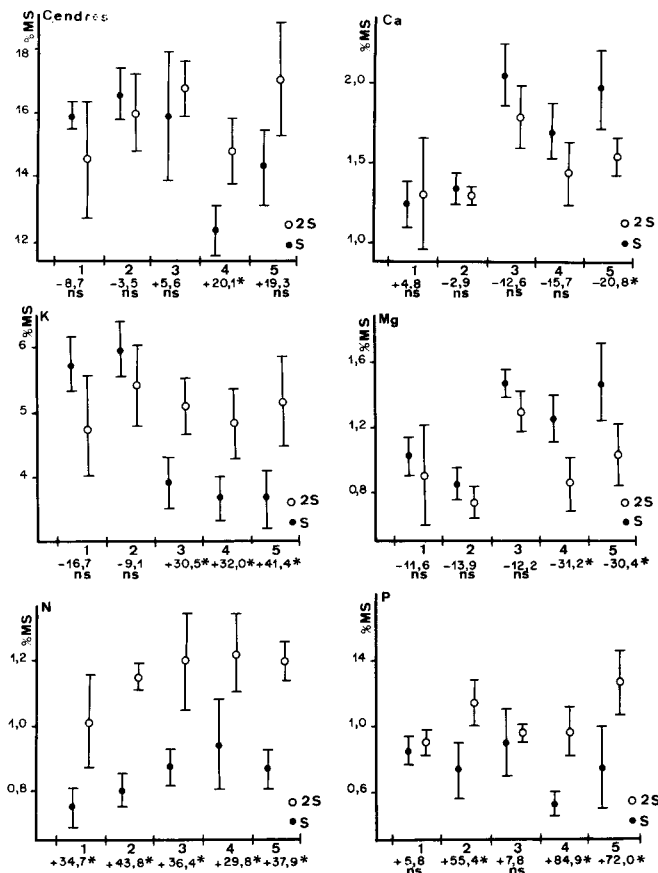 Cendres
%MS
18
16
14
12
2S
S
1 2 3 4 5
-8,7 -3,5 +5,6 +20,1* +19,3
ns ns ns ns
Ca
%MS
2,0
1,5
1,0
2S
S
1 2 3 4 5
+4,8 -2,9 -12,6 -15,7 -20,8*
ns ns ns ns
K
%MS
6
5
4
2S
S
1 2 3 4 5
-16,7 -9,1 +30,5* +32,0* +41,4*
ns ns
Mg
%MS
1,6
1,2
0,8
2S
S
1 2 3 4 5
-11,6 -13,9 -12,2 -31,2* -30,4*
ns ns ns
N
%MS
1,2
1,0
0,8
2S
S
1 2 3 4 5
+34,7* +43,8* +36,4* +29,8* +37,9*
P
%MS
14
1,0
0,6
2S
S
1 2 3 4 5
+5,8 +55,4* +7,8 +84,9* +72,0*
ns ns